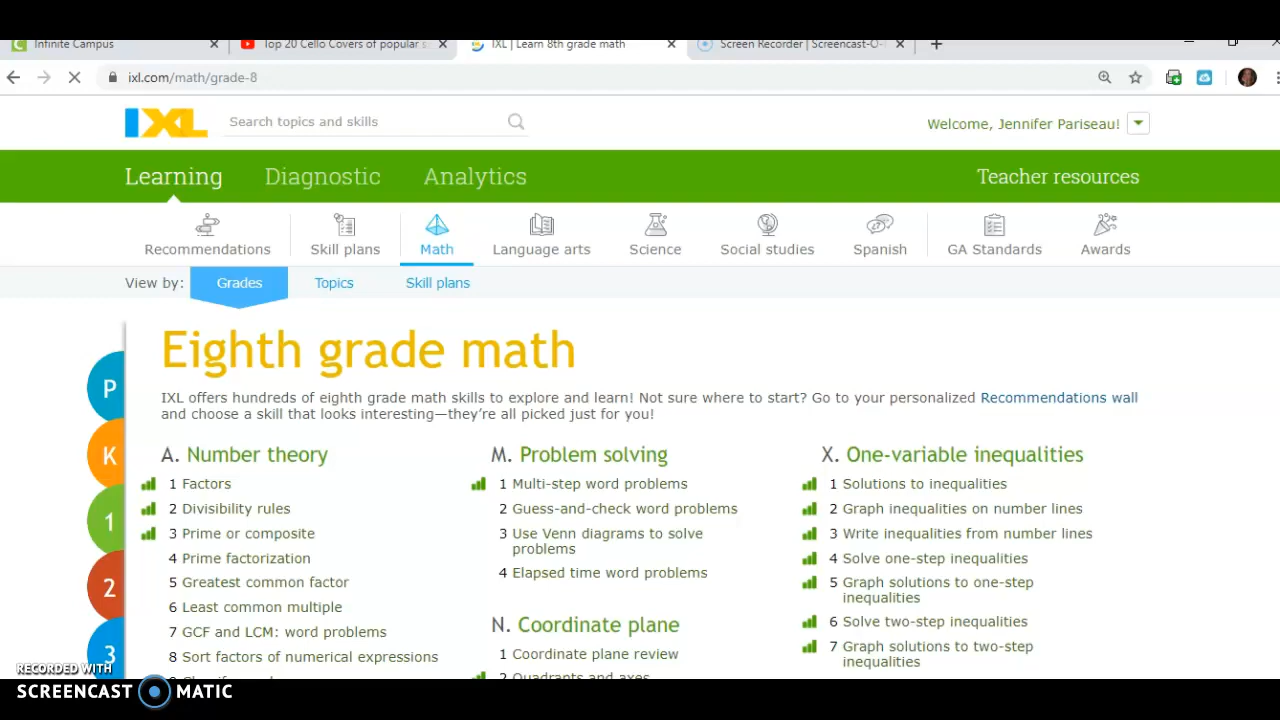 Infinite Campus
Top 20 Cello Covers of popular s
IXL | Learn 8th grade math
Screen Recorder | Screencast-O-
ixl.com/math/grade-8
IXL
Search topics and skills
Welcome, Jennifer Pariseau!
Learning
Diagnostic
Analytics
Teacher resources
Recommendations
Skill plans
Math
Language arts
Science
Social studies
Spanish
GA Standards
Awards
View by:
Grades
Topics
Skill plans
Eighth grade math
IXL offers hundreds of eighth grade math skills to explore and learn! Not sure where to start? Go to your personalized Recommendations wall
and choose a skill that looks interesting—they're all picked just for you!
P
K
1
2
3
A. Number theory
1 Factors
2 Divisibility rules
3 Prime or composite
4 Prime factorization
5 Greatest common factor
6 Least common multiple
7 GCF and LCM: word problems
8 Sort factors of numerical expressions
M. Problem solving
1 Multi-step word problems
2 Guess-and-check word problems
3 Use Venn diagrams to solve
problems
4 Elapsed time word problems
N. Coordinate plane
1 Coordinate plane review
2 Quadrants and axes
X. One-variable inequalities
1 Solutions to inequalities
2 Graph inequalities on number lines
3 Write inequalities from number lines
4 Solve one-step inequalities
5 Graph solutions to one-step
inequalities
6 Solve two-step inequalities
7 Graph solutions to two-step
inequalities
RECORDED WITH
SCREENCAST MATIC